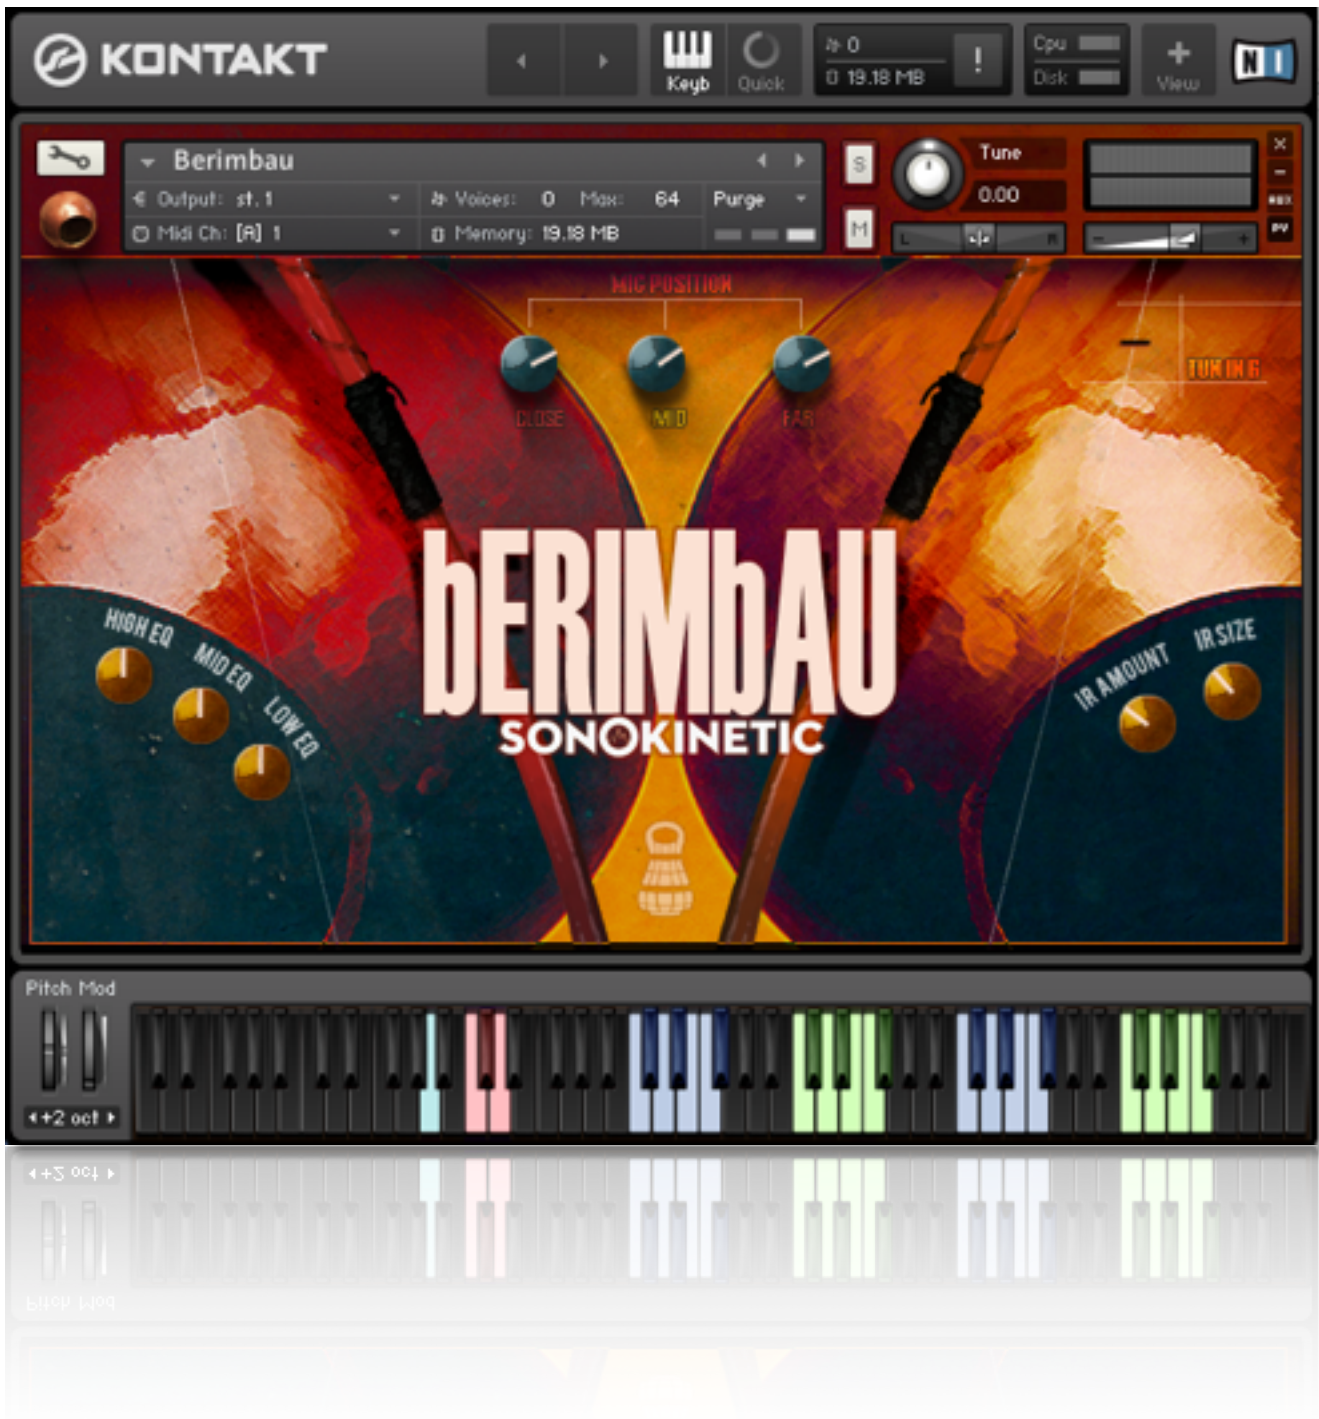 KONTAKT
Keyb
Quick
0
19.18 MB
!
Cpu
Disk
+
View
N I
Berimbau
S
Tune
Output: st. 1
Voices: 0 Max: 64
Purge
0.00
AUX
Midi Ch: [A] 1
Memory: 19.18 MB
M
L
R
-
+
PV
MIC POSITION
TUNING
CLOSE
MID
FAR
bERIMbAU
SONOKINETIC
HIGH EQ
MID EQ
LOW EQ
IR AMOUNT
IR SIZE
Pitch Mod
+2 oct